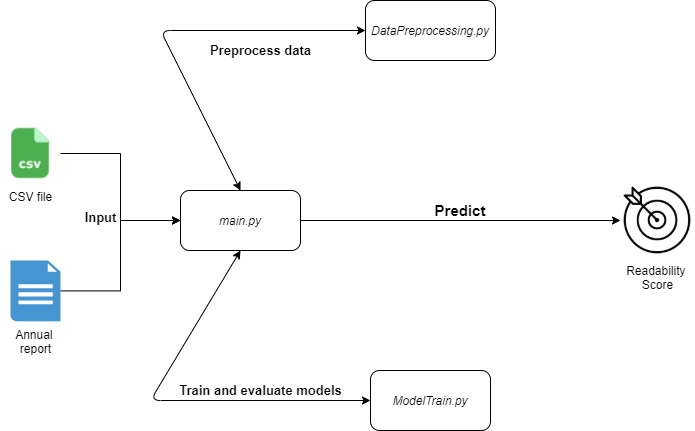 DataPreprocessing.py
Preprocess data
csv
CSV file
Input
main.py
Predict
Readability
Score
Annual
report
Train and evaluate models
ModelTrain.py